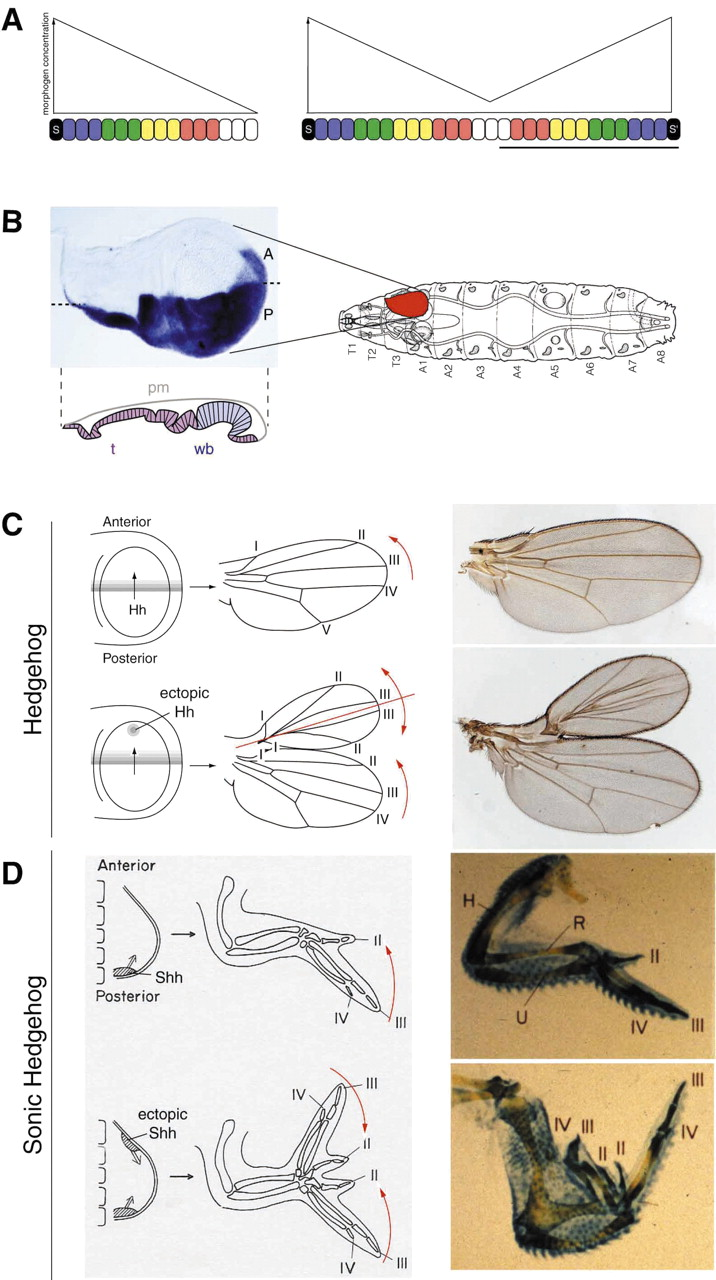 A
morphogen concentration
S
S
S'
B
A
P
pm
t
wb
T1
T2
T3
A1
A2
A3
A4
A5
A6
A7
A8
C
Hedgehog
Anterior
Hh
Posterior
I
II
III
IV
V
ectopic
Hh
I
II
III
III
I
I
II
II
III
IV
D
Sonic Hedgehog
Anterior
Shh
Posterior
II
IV
III
H
R
II
U
IV
III
ectopic
Shh
IV
III
II
II
IV
III
III
IV
III
IV
II
II